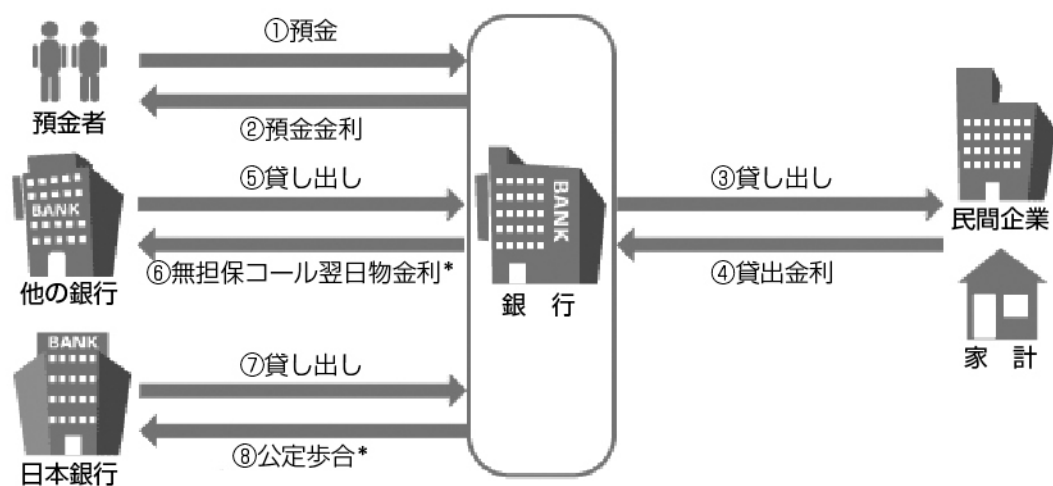 ①預金
預金者
②預金金利
⑤貸し出し
BANK
他の銀行
⑥無担保コール翌日物金利*
BANK
銀 行
③貸し出し
④貸出金利
民間企業
家 計
BANK
日本銀行
⑦貸し出し
⑧公定歩合*